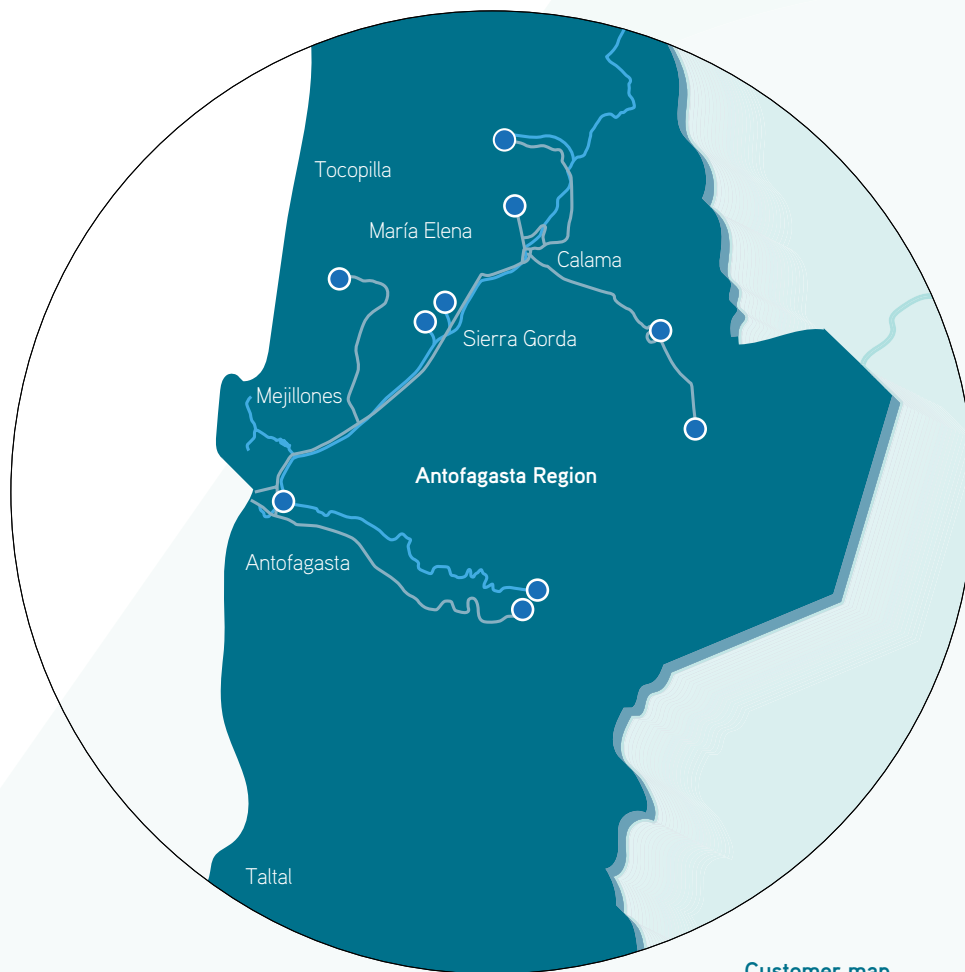 Tocopilla
María Elena
Calama
Sierra Gorda
Mejillones
Antofagasta Region
Antofagasta
Taltal
Customer map